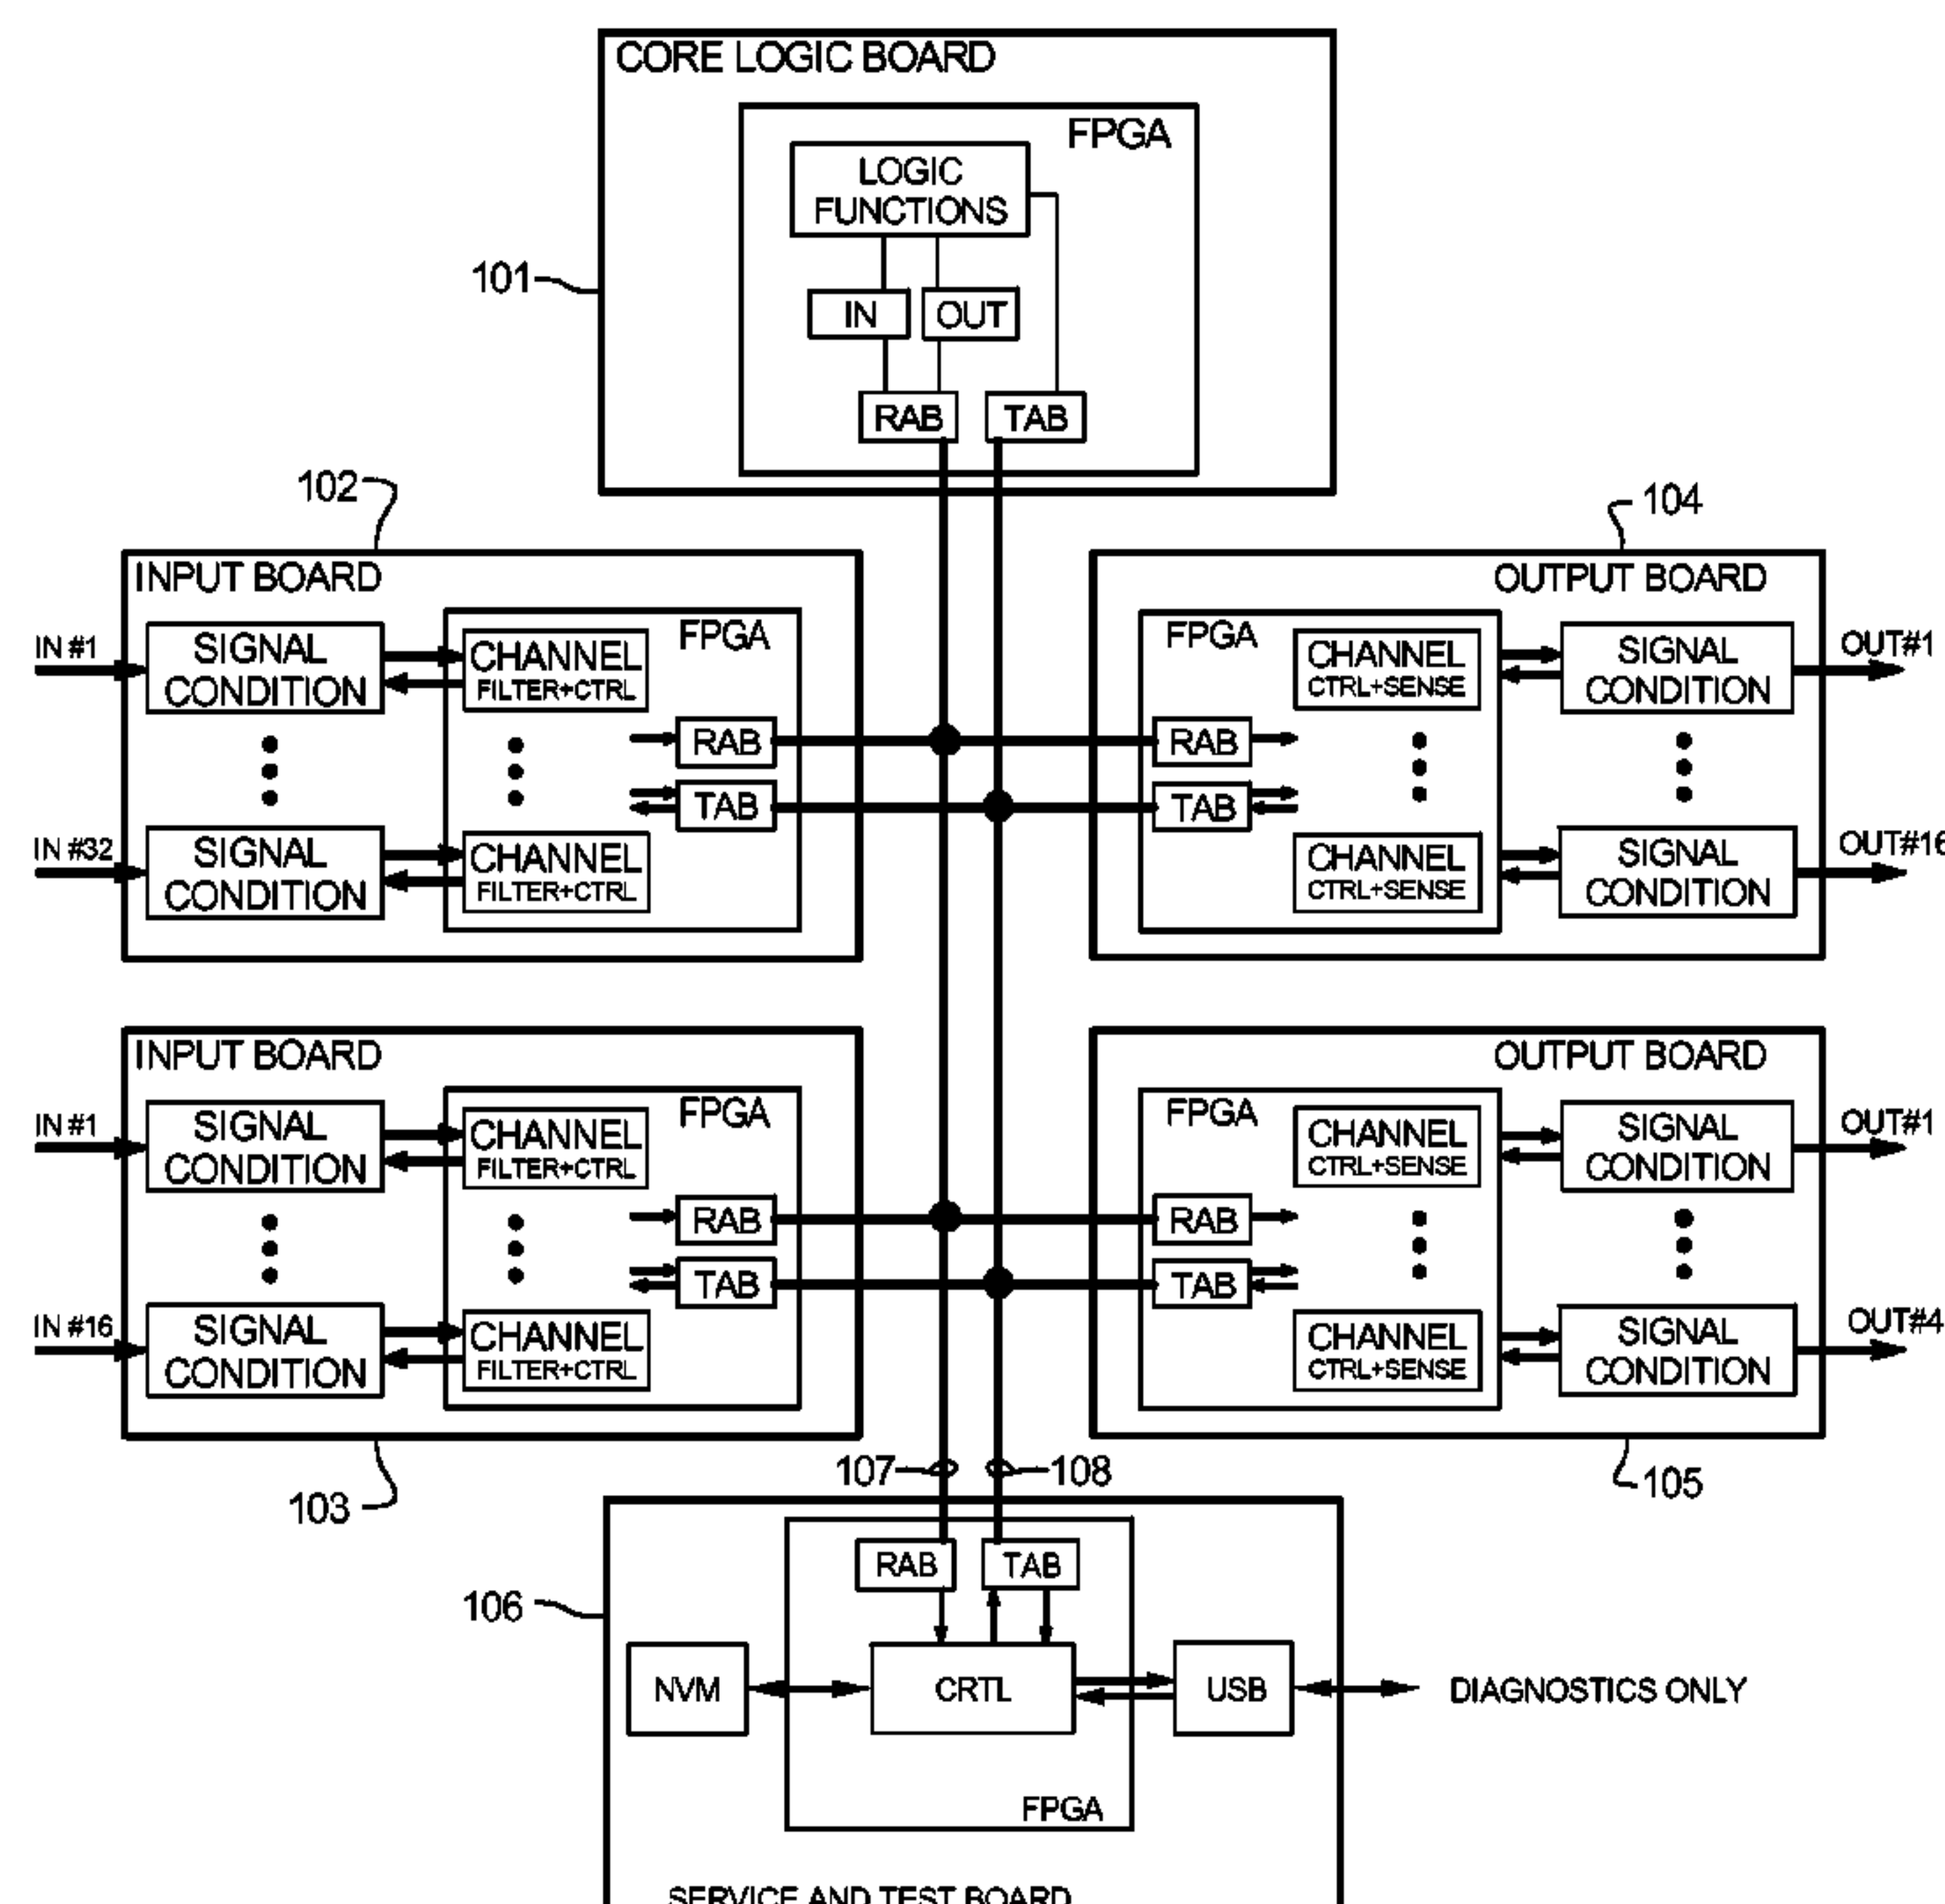 CORE LOGIC BOARD
FPGA
LOGIC
FUNCTIONS
101
IN
OUT
RAB
TAB
102
104
INPUT BOARD
IN #1
SIGNAL
CONDITION
CHANNEL
FILTER+CTRL
FPGA
RAB
TAB
IN #32
SIGNAL
CONDITION
CHANNEL
FILTER+CTRL
OUTPUT BOARD
FPGA
CHANNEL
CTRL+SENSE
SIGNAL
CONDITION
OUT#1
RAB
TAB
CHANNEL
CTRL+SENSE
SIGNAL
CONDITION
OUT#16
INPUT BOARD
IN #1
SIGNAL
CONDITION
CHANNEL
FILTER+CTRL
FPGA
RAB
TAB
IN #16
SIGNAL
CONDITION
CHANNEL
FILTER+CTRL
OUTPUT BOARD
FPGA
CHANNEL
CTRL+SENSE
SIGNAL
CONDITION
OUT#1
RAB
TAB
CHANNEL
CTRL+SENSE
SIGNAL
CONDITION
OUT#4
103
107
108
105
RAB
TAB
106
NVM
CRTL
USB
DIAGNOSTICS ONLY
FPGA
SERVICE AND TEST BOARD